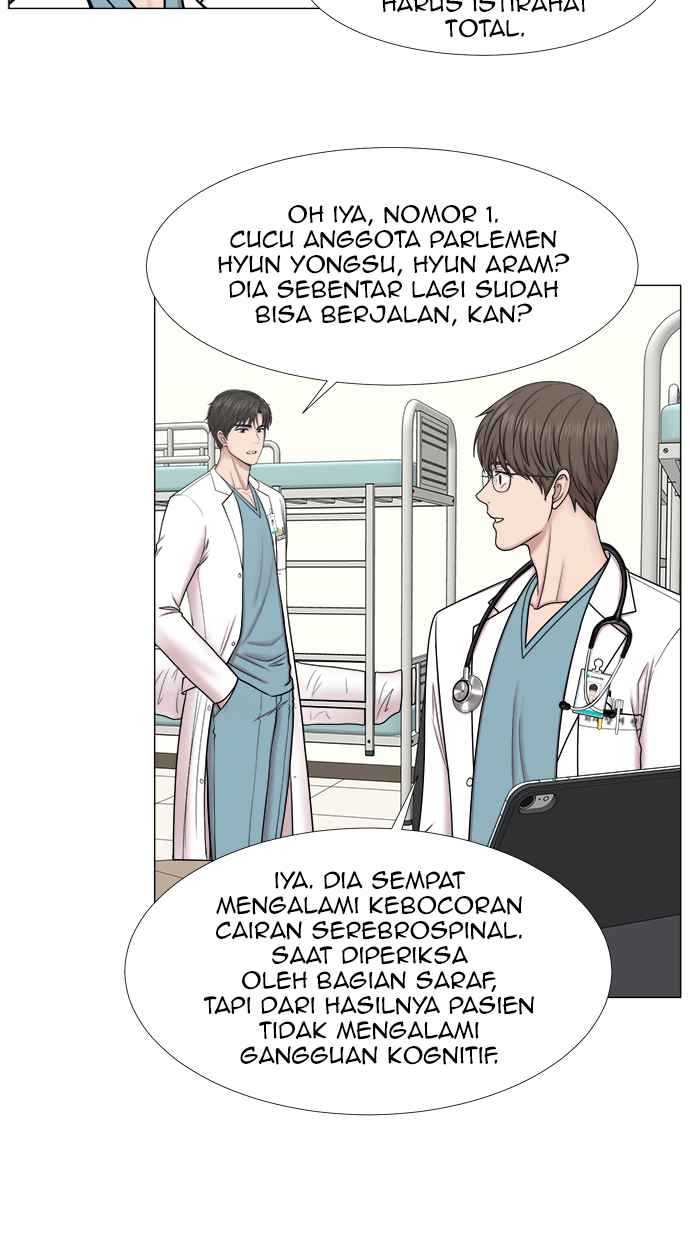 HARUS ISTIRAHAT
TOTAL.
OH IYA, NOMOR 1.
CUCU ANGGOTA PARLEMEN
HYUN YONGSU, HYUN ARAM?
DIA SEBENTAR LAGI SUDAH
BISA BERJALAN, KAN?
IYA. DIA SEMPAT
MENGALAMI KEBOCORAN
CAIRAN SEREBROSPINAL.
SAAT DIPERIKSA
OLEH BAGIAN SARAF,
TAPI DARI HASILNYA PASIEN
TIDAK MENGALAMI
GANGGUAN KOGNITIF.